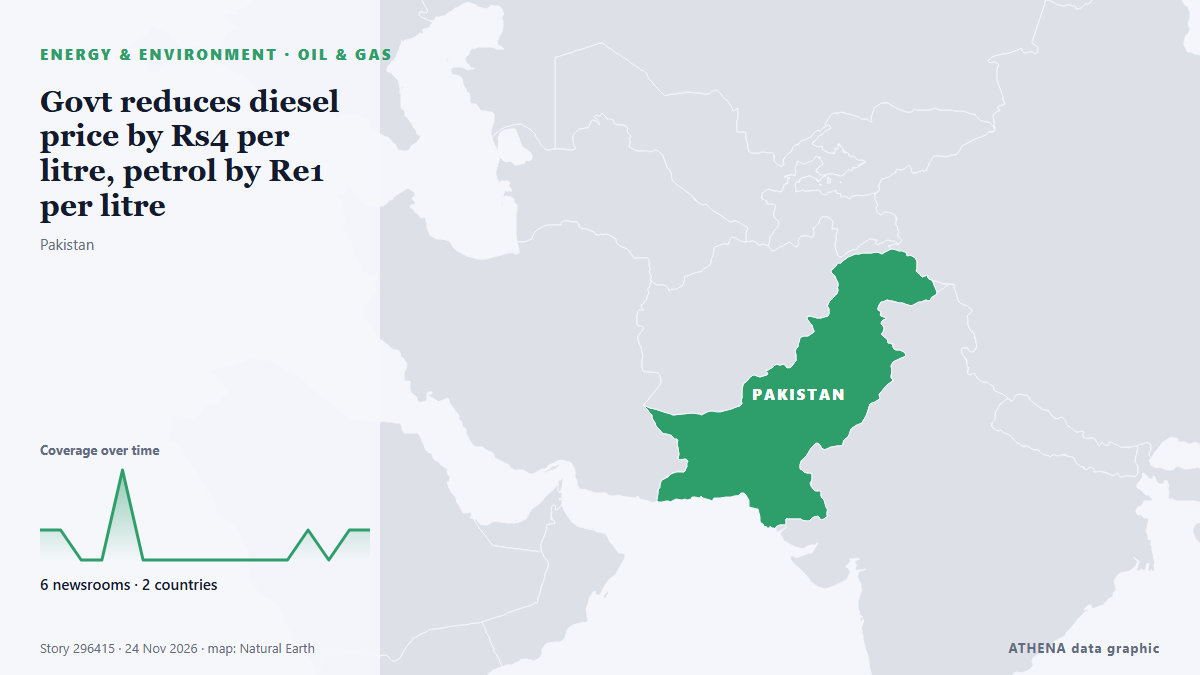 ENERGY & ENVIRONMENT · OIL & GAS
Govt reduces diesel
price by Rs4 per
litre, petrol by Re1
per litre
Pakistan
PAKISTAN
Coverage over time
6 newsrooms · 2 countries
Story 296415 · 24 Nov 2026 · map: Natural Earth
ATHENA data graphic